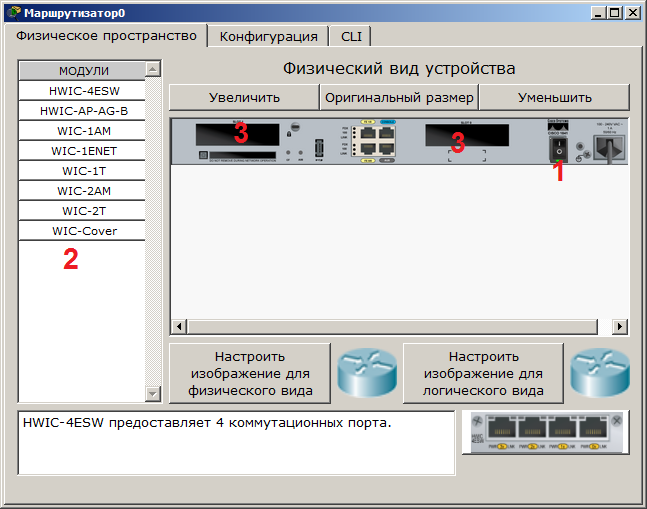 Маршрутизатор0
Физическое пространство
Конфигурация
CLI
МОДУЛИ
HWIC-4ESW
HWIC-AP-AG-B
WIC-1AM
WIC-1ENET
WIC-1T
WIC-2AM
WIC-2T
WIC-Cover
2
Физический вид устройства
Увеличить
Оригинальный размер
Уменьшить
3
3
1
Настроить
изображение для
физического вида
Настроить
изображение для
логического вида
HWIC-4ESW предоставляет 4 коммутационных порта.
HWIC
4ESW